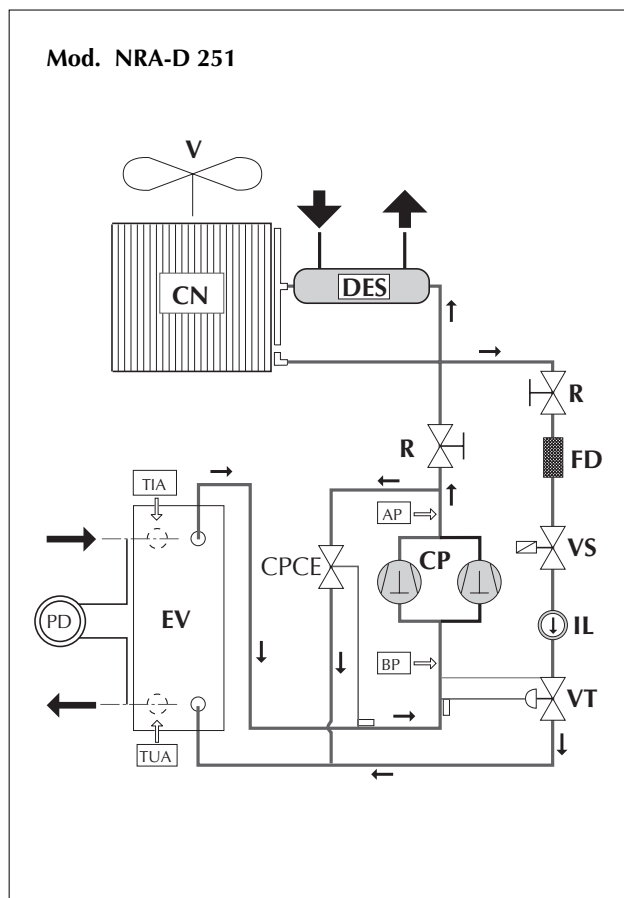 Mod. NRA-D 251
V
CN
DES
R
R
TIA
AP
FD
CPCE
CP
VS
PD
EV
IL
BP
VT
TUA